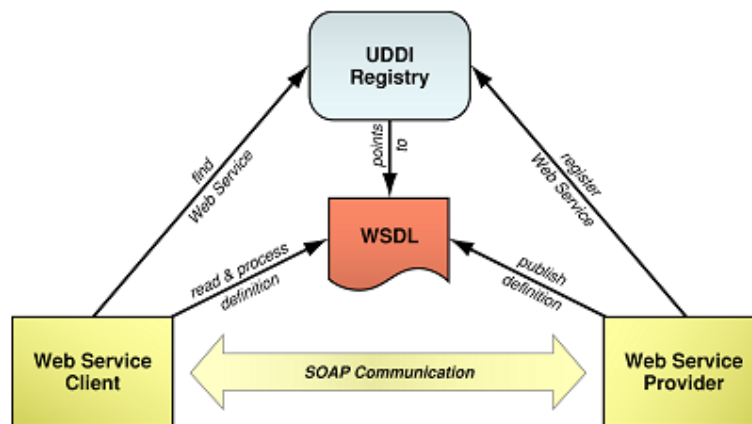 UDDI
Registry
find
Web Service
points
to
register
Web Service
WSDL
read & process
definition
publish
definition
Web Service
Client
SOAP Communication
Web Service
Provider